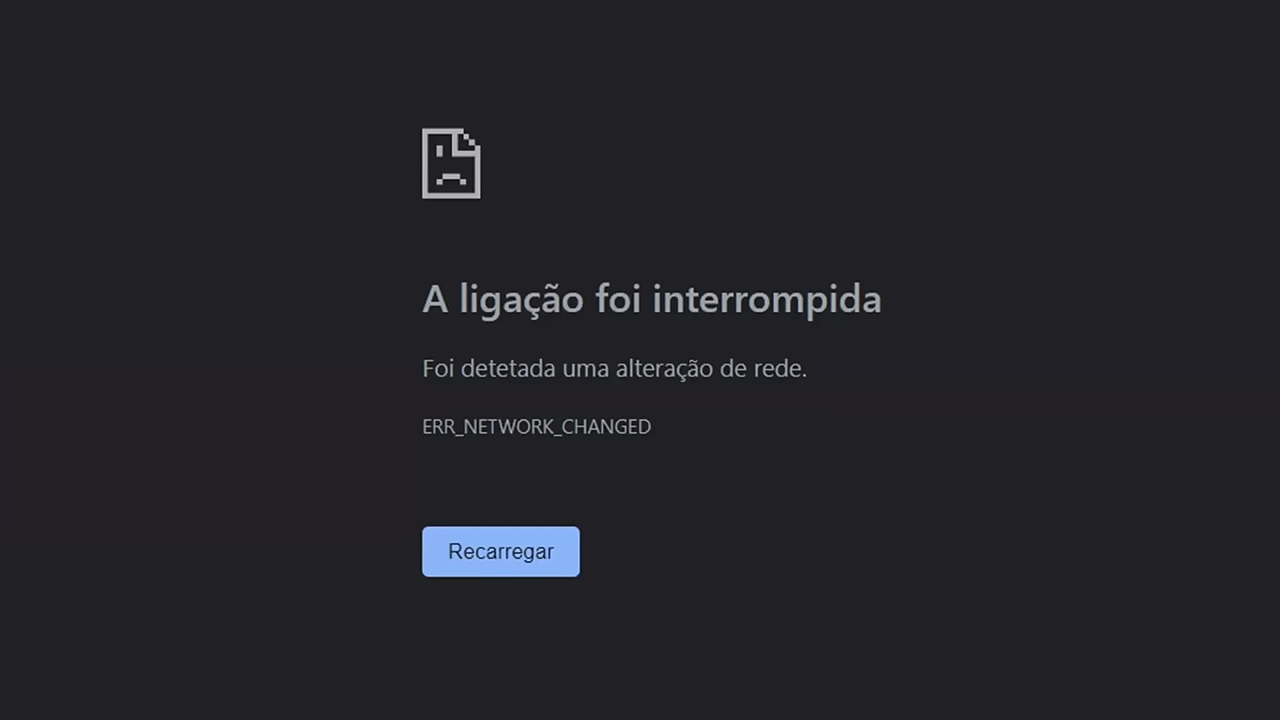 A ligação foi interrompida
Foi detetada uma alteração de rede.
ERR_NETWORK_CHANGED
Recarregar